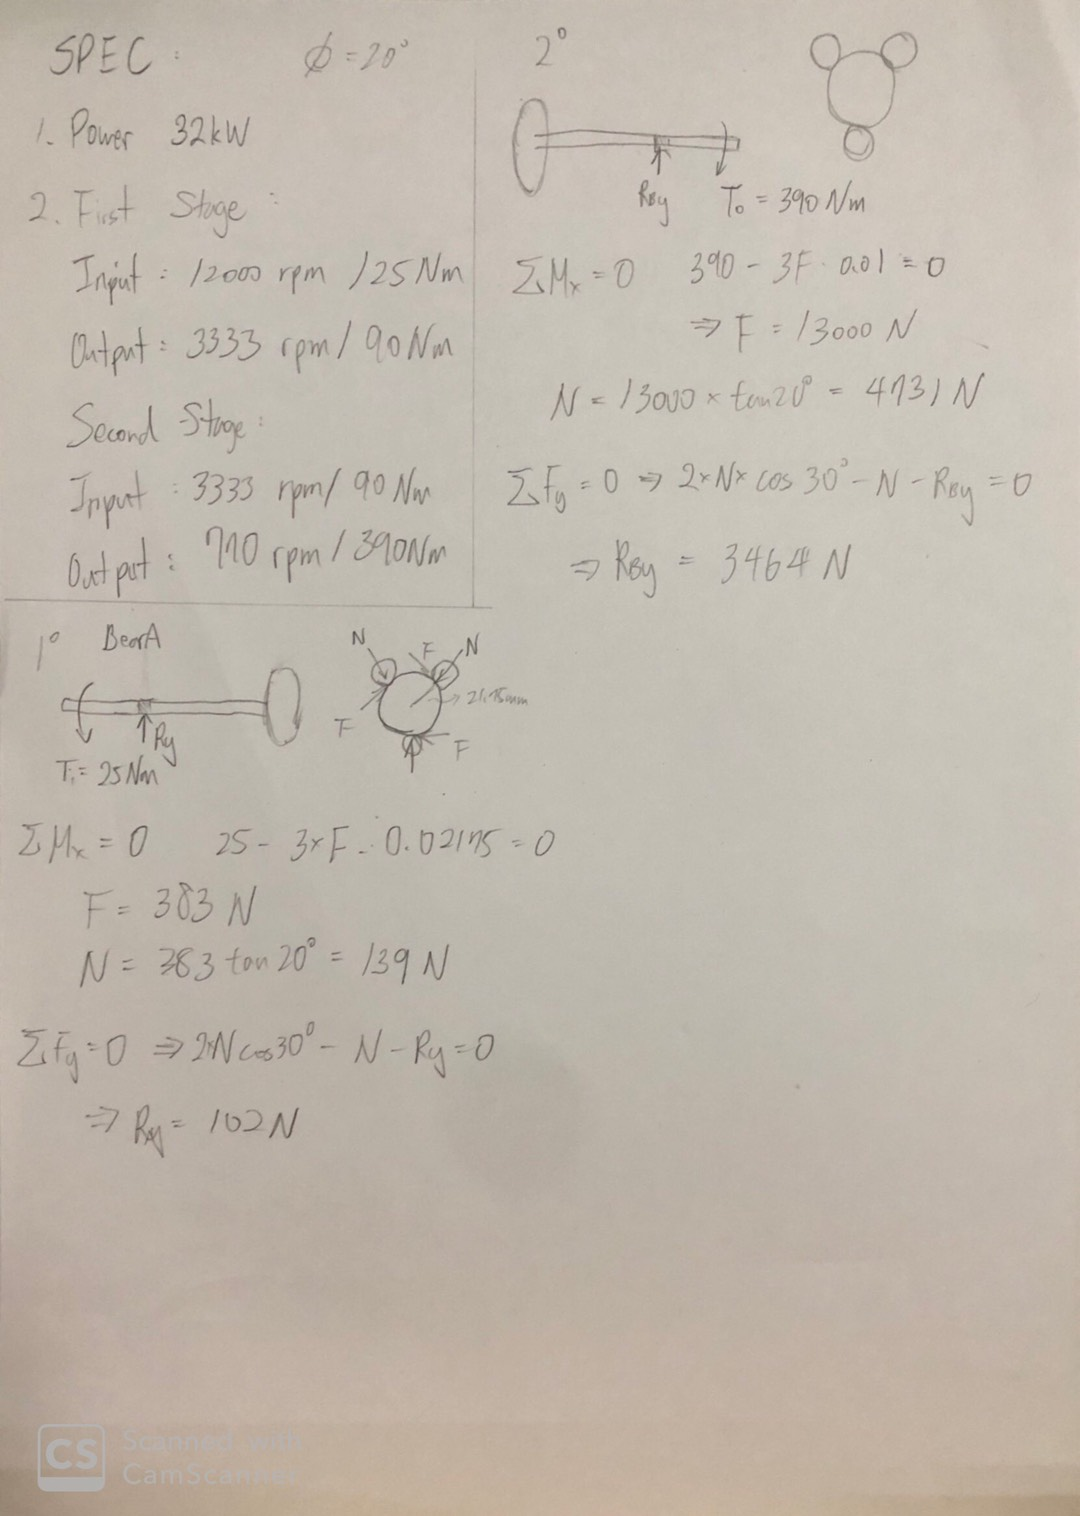 SPEC :
φ = 20°
1. Power 32kW
2. First Stage :
Input : 12000 rpm /25 Nm
Output : 3333 rpm / 90 Nm
Second Stage :
Input : 3333 rpm/ 90 Nm
Output : 710 rpm / 390Nm
2°
RBy T₀ = 390 Nm
ΣMx = 0 390 - 3F · 0.01 = 0
⇒ F = 13000 N
N = 13000 × tan20° = 4731 N
ΣFy = 0 ⇒ 2×N× cos 30° - N - RBy = 0
⇒ RBy = 3464 N
1° BearA
Ry
T₁ = 25 Nm
N F N
21.75mm
F F
ΣMx = 0 25 - 3×F · 0.02175 = 0
F = 383 N
N = 383 tan 20° = 139 N
ΣFy = 0 ⇒ 2×N cos30° - N - Ry = 0
⇒ Ry = 102 N
CS Scanned with
CamScanner